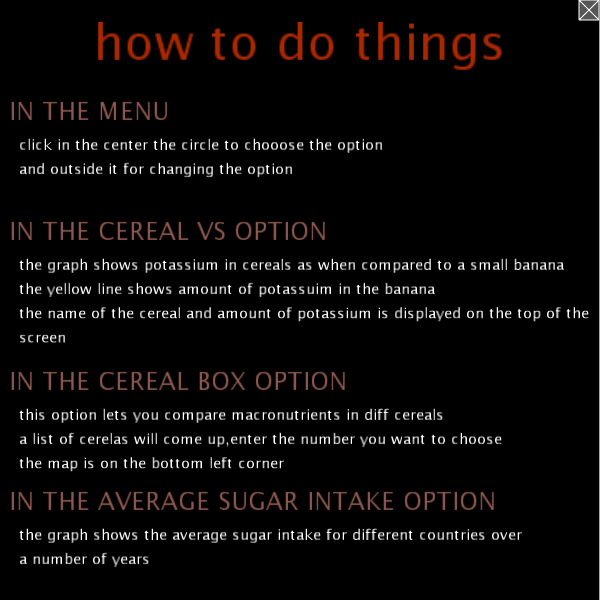 how to do things
IN THE MENU
click in the center the circle to chooose the option
and outside it for changing the option
IN THE CEREAL VS OPTION
the graph shows potassium in cereals as when compared to a small banana
the yellow line shows amount of potassuim in the banana
the name of the cereal and amount of potassium is displayed on the top of the
screen
IN THE CEREAL BOX OPTION
this option lets you compare macronutrients in diff cereals
a list of cerelas will come up,enter the number you want to choose
the map is on the bottom left corner
IN THE AVERAGE SUGAR INTAKE OPTION
the graph shows the average sugar intake for different countries over
a number of years